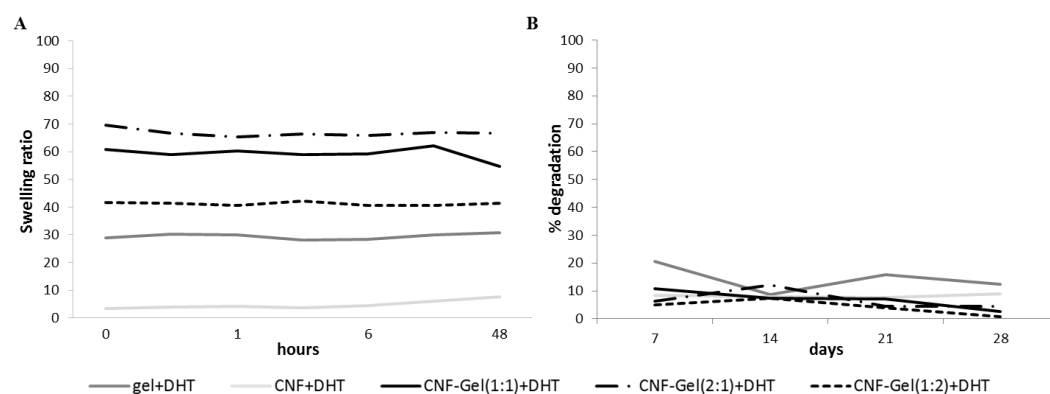 A
100
90
80
70
60
50
40
30
20
10
0
Swelling ratio
0 1 6 48
hours
B
100
90
80
70
60
50
40
30
20
10
0
% degradation
7 14 21 28
days
gel+DHT CNF+DHT CNF-Gel(1:1)+DHT CNF-Gel(2:1)+DHT CNF-Gel(1:2)+DHT